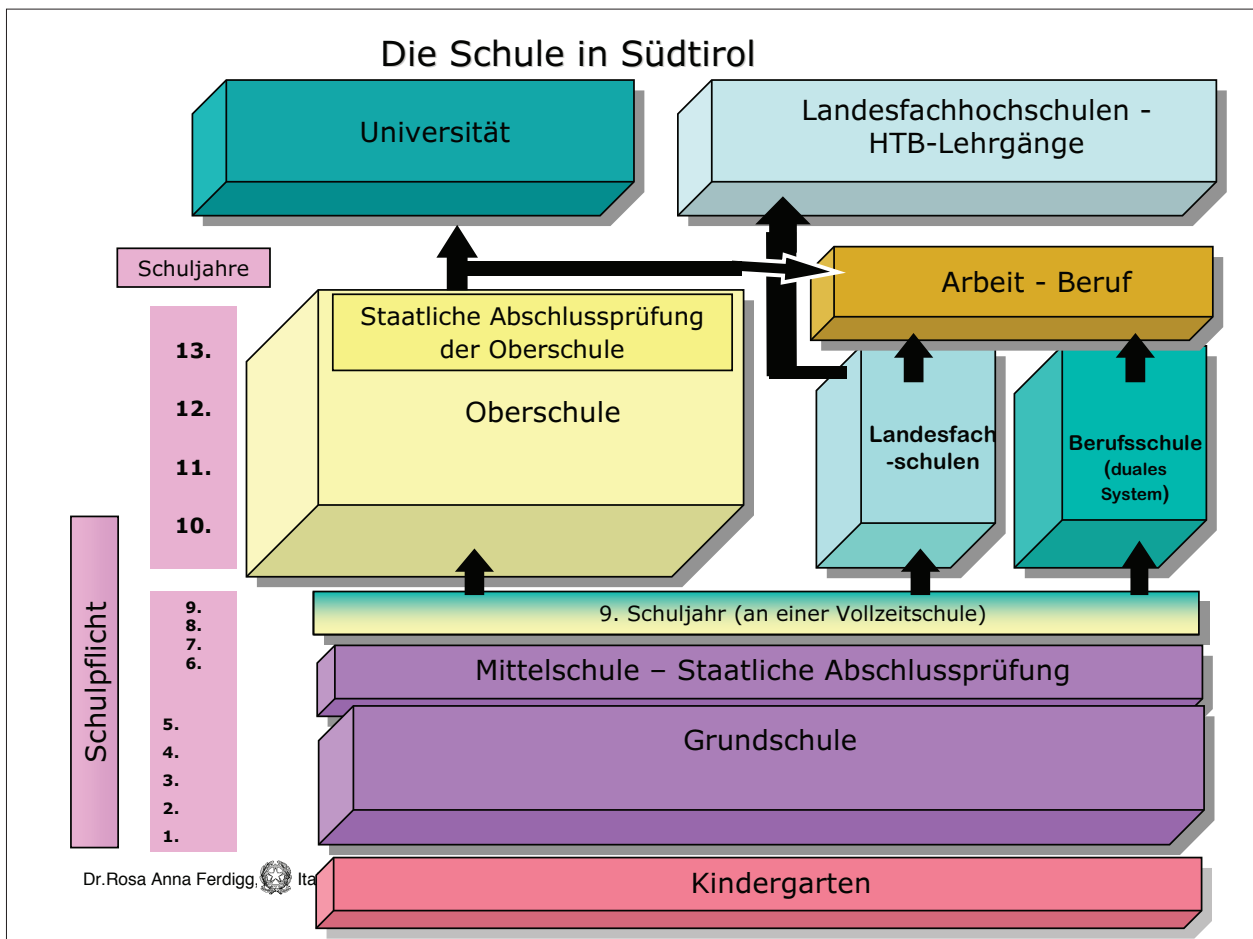 Die Schule in Südtirol
Universität
Landesfachhochschulen -
HTB-Lehrgänge
Schuljahre
Arbeit - Beruf
Staatliche Abschlussprüfung
der Oberschule
13.
12.
Oberschule
11.
10.
Landesfach
-schulen
Berufsschule
(duales
System)
Schulpflicht
9.
8.
7.
6.
9. Schuljahr (an einer Vollzeitschule)
Mittelschule – Staatliche Abschlussprüfung
5.
4.
3.
2.
1.
Grundschule
Dr.Rosa Anna Ferdigg, Ita
Kindergarten